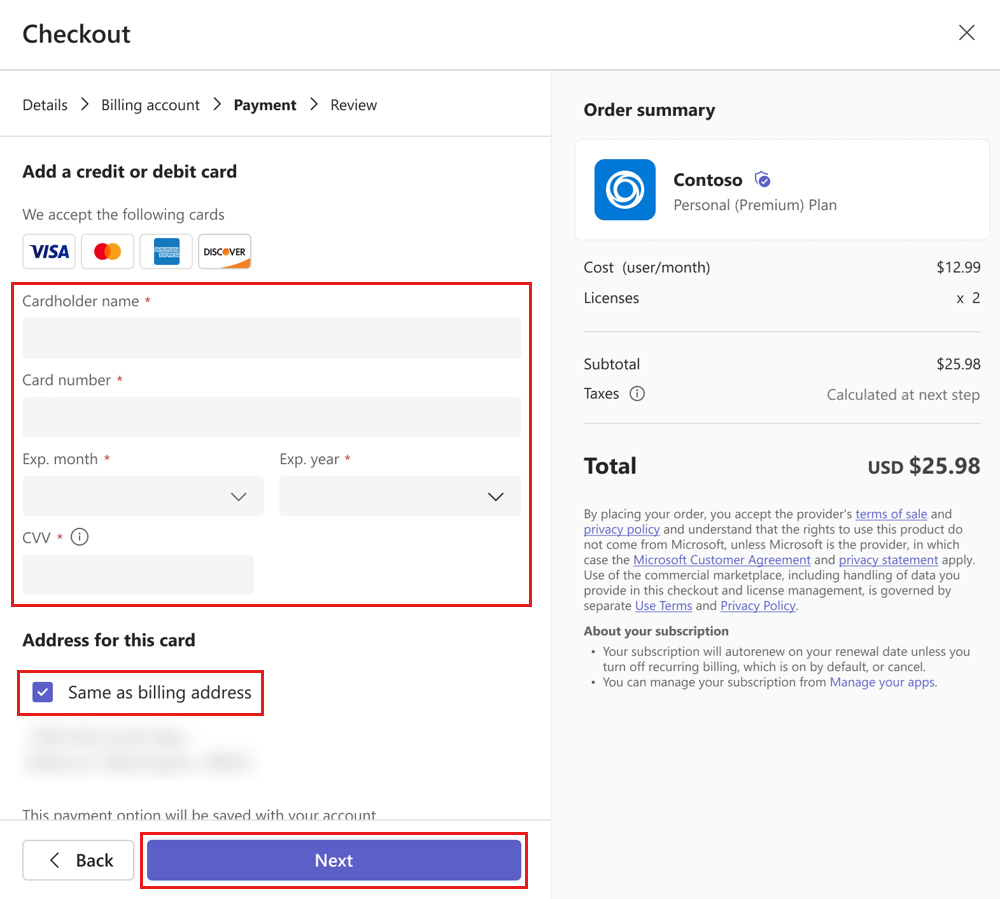 Checkout
Details > Billing account > Payment > Review
Add a credit or debit card
We accept the following cards
VISA
AMERICAN EXPRESS
DISCOVER
Cardholder name *
Card number *
Exp. month *
Exp. year *
CVV *
Address for this card
Same as billing address
This payment option will be saved with your account.
Back
Next
Order summary
Contoso
Personal (Premium) Plan
Cost (user/month) $12.99
Licenses x 2
Subtotal $25.98
Taxes Calculated at next step
Total USD $25.98
By placing your order, you accept the provider's terms of sale and
privacy policy and understand that the rights to use this product do
not come from Microsoft, unless Microsoft is the provider, in which
case the Microsoft Customer Agreement and privacy statement apply.
Use of the commercial marketplace, including handling of data you
provide in this checkout and license management, is governed by
separate Use Terms and Privacy Policy.
About your subscription
• Your subscription will autorenew on your renewal date unless you
turn off recurring billing, which is on by default, or cancel.
• You can manage your subscription from Manage your apps.